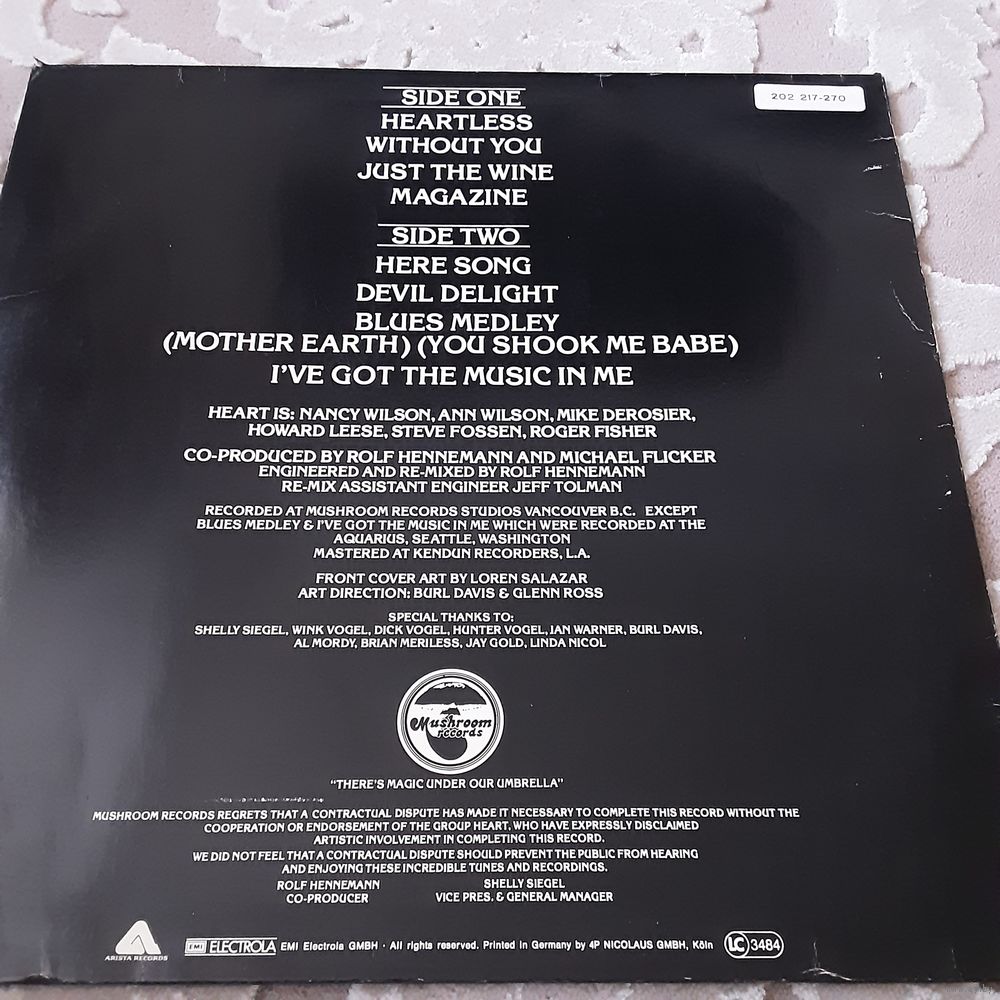 202 217-270
SIDE ONE
HEARTLESS
WITHOUT YOU
JUST THE WINE
MAGAZINE
SIDE TWO
HERE SONG
DEVIL DELIGHT
BLUES MEDLEY
(MOTHER EARTH) (YOU SHOOK ME BABE)
I'VE GOT THE MUSIC IN ME
HEART IS: NANCY WILSON, ANN WILSON, MIKE DEROSIER,
HOWARD LEESE, STEVE FOSSEN, ROGER FISHER
CO-PRODUCED BY ROLF HENNEMANN AND MICHAEL FLICKER
ENGINEERED AND RE-MIXED BY ROLF HENNEMANN
RE-MIX ASSISTANT ENGINEER JEFF TOLMAN
RECORDED AT MUSHROOM RECORDS STUDIOS VANCOUVER B.C. EXCEPT
BLUES MEDLEY & I'VE GOT THE MUSIC IN ME WHICH WERE RECORDED AT THE
AQUARIUS, SEATTLE, WASHINGTON
MASTERED AT KENDUN RECORDERS, L.A.
FRONT COVER ART BY LOREN SALAZAR
ART DIRECTION: BURL DAVIS & GLENN ROSS
SPECIAL THANKS TO:
SHELLY SIEGEL, WINK VOGEL, DICK VOGEL, HUNTER VOGEL, JAN WARNER, BURL DAVIS,
AL MORDY, BRIAN MERILESS, JAY GOLD, LINDA NICOL
Mushroom
records
"THERE'S MAGIC UNDER OUR UMBRELLA"
MUSHROOM RECORDS REGRETS THAT A CONTRACTUAL DISPUTE HAS MADE IT NECESSARY TO COMPLETE THIS RECORD WITHOUT THE
COOPERATION OR ENDORSEMENT OF THE GROUP HEART, WHO HAVE EXPRESSLY DISCLAIMED
ARTISTIC INVOLVEMENT IN COMPLETING THIS RECORD.
WE DID NOT FEEL THAT A CONTRACTUAL DISPUTE SHOULD PREVENT THE PUBLIC FROM HEARING
AND ENJOYING THESE INCREDIBLE TUNES AND RECORDINGS.
ROLF HENNEMANN SHELLY SIEGEL
CO-PRODUCER VICE PRES. & GENERAL MANAGER
ARISTA RECORDS
EMI ELECTROLA EMI Electrola GMBH · All rights reserved. Printed in Germany by 4P NICOLAUS GMBH, Köln LC 3484